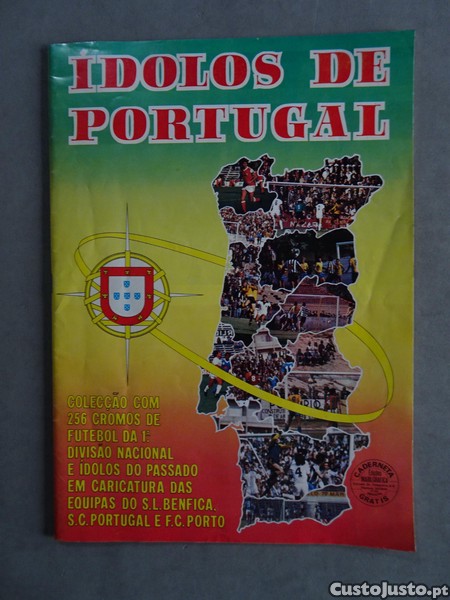 IDOLOS DE
PORTUGAL
COLECÇÃO COM
256 CROMOS DE
FUTEBOL DA 1ª
DIVISÃO NACIONAL
E IDOLOS DO PASSADO
EM CARICATURA DAS
EQUIPAS DO S.L. BENFICA,
S.C. PORTUGAL E F.C. PORTO
CADERNETA
GRATIS
CustoJusto.pt